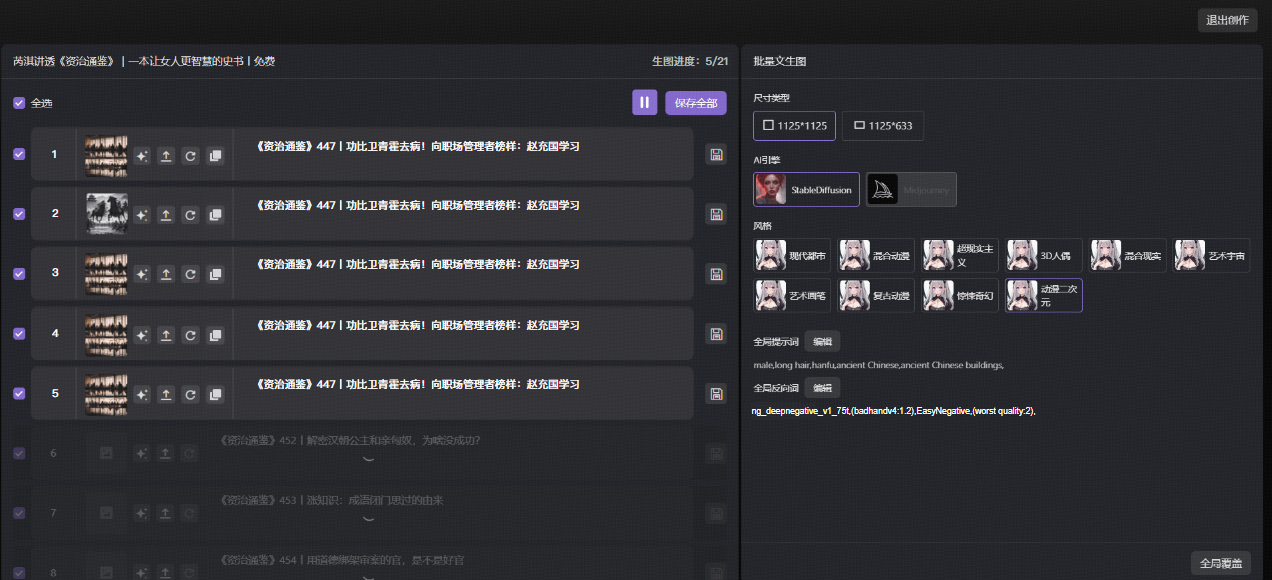 退出创作
芮淇讲透《资治通鉴》 | 一本让女人更智慧的史书 | 免费
生图进度：5/21
全选
保存全部
1
《资治通鉴》447 | 功比卫青霍去病！向职场管理者榜样：赵充国学习
2
《资治通鉴》447 | 功比卫青霍去病！向职场管理者榜样：赵充国学习
3
《资治通鉴》447 | 功比卫青霍去病！向职场管理者榜样：赵充国学习
4
《资治通鉴》447 | 功比卫青霍去病！向职场管理者榜样：赵充国学习
5
《资治通鉴》447 | 功比卫青霍去病！向职场管理者榜样：赵充国学习
6
《资治通鉴》452 | 解密汉朝公主和亲匈奴，为啥没成功？
7
《资治通鉴》453 | 涨知识：成语闭门思过的由来
8
《资治通鉴》454 | 用道德绑架审案的官，是不是好官
批量文生图
尺寸类型
1125*1125
1125*633
AI引擎
StableDiffusion
Midjourney
风格
现代都市
混合动漫
超现实主义
3D人偶
混合现实
艺术宇宙
艺术画笔
复古动漫
惊悚奇幻
动漫二次元
全局提示词
编辑
male,long hair,hanfu,ancient Chinese,ancient Chinese buildings,
全局反向词
编辑
ng_deepnegative_v1_75t,(badhandv4:1.2),EasyNegative,(worst quality:2),
全局覆盖